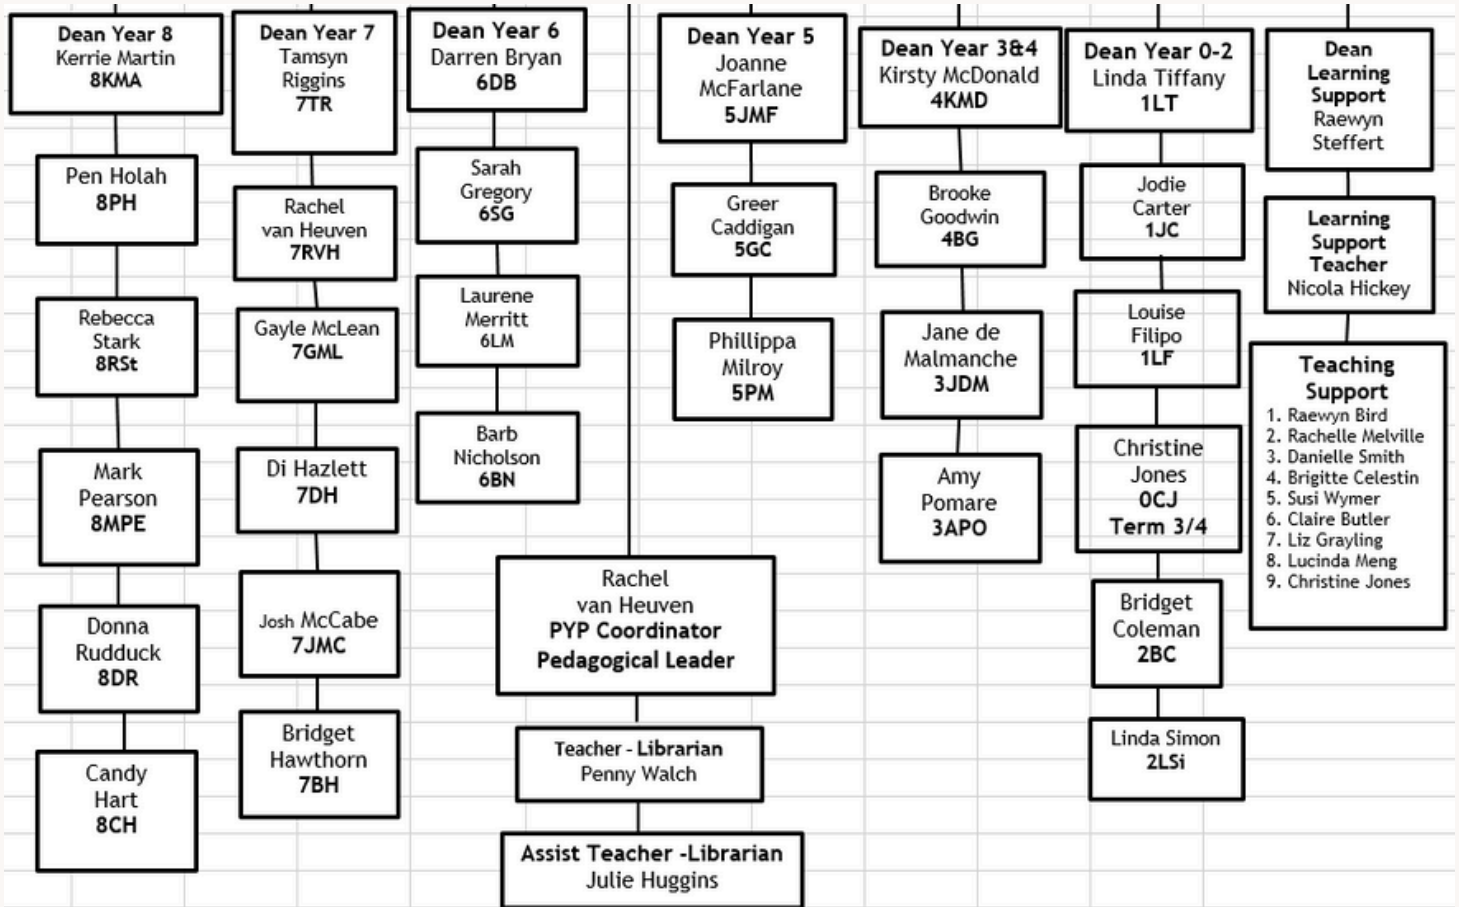 Dean Year 8
Kerrie Martin
8KMA
Pen Holah
8PH
Rebecca
Stark
8RSt
Mark
Pearson
8MPE
Donna
Rudduck
8DR
Candy
Hart
8CH
Dean Year 7
Tamsyn
Riggins
7TR
Rachel
van Heuven
7RVH
Gayle McLean
7GML
Di Hazlett
7DH
Josh McCabe
7JMC
Bridget
Hawthorn
7BH
Dean Year 6
Darren Bryan
6DB
Sarah
Gregory
6SG
Laurene
Merritt
6LM
Barb
Nicholson
6BN
Rachel
van Heuven
PYP Coordinator
Pedagogical Leader
Teacher - Librarian
Penny Walch
Assist Teacher -Librarian
Julie Huggins
Dean Year 5
Joanne
McFarlane
5JMF
Greer
Caddigan
5GC
Phillippa
Milroy
5PM
Dean Year 3&4
Kirsty McDonald
4KMD
Brooke
Goodwin
4BG
Jane de
Malmanche
3JDM
Amy
Pomare
3APO
Dean Year 0-2
Linda Tiffany
1LT
Jodie
Carter
1JC
Louise
Filipo
1LF
Christine
Jones
0CJ
Term 3/4
Bridget
Coleman
2BC
Linda Simon
2LSi
Dean
Learning
Support
Raewyn
Steffert
Learning
Support
Teacher
Nicola Hickey
Teaching
Support
1. Raewyn Bird
2. Rachelle Melville
3. Danielle Smith
4. Brigitte Celestin
5. Susi Wymer
6. Claire Butler
7. Liz Grayling
8. Lucinda Meng
9. Christine Jones